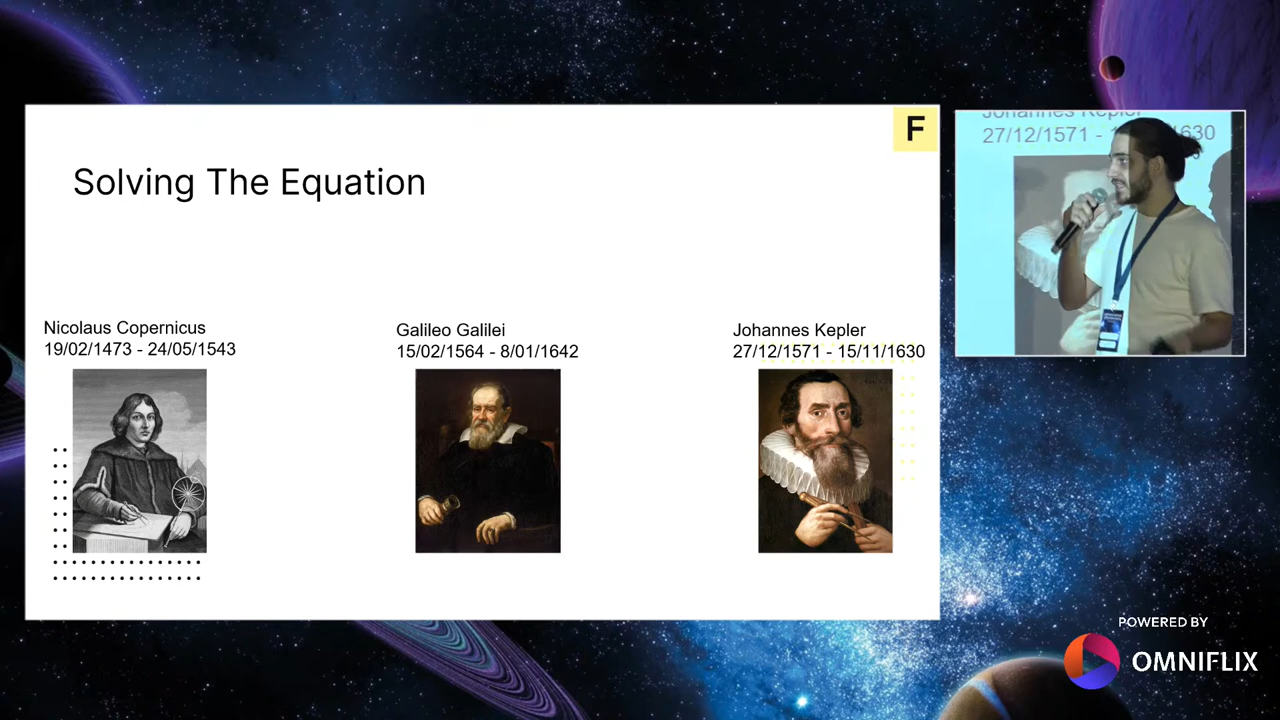 F
Solving The Equation
Nicolaus Copernicus
19/02/1473 - 24/05/1543
Galileo Galilei
15/02/1564 - 8/01/1642
Johannes Kepler
27/12/1571 - 15/11/1630
Johannes Kepler
27/12/1571 - 1 1630
POWERED BY
OMNIFLIX